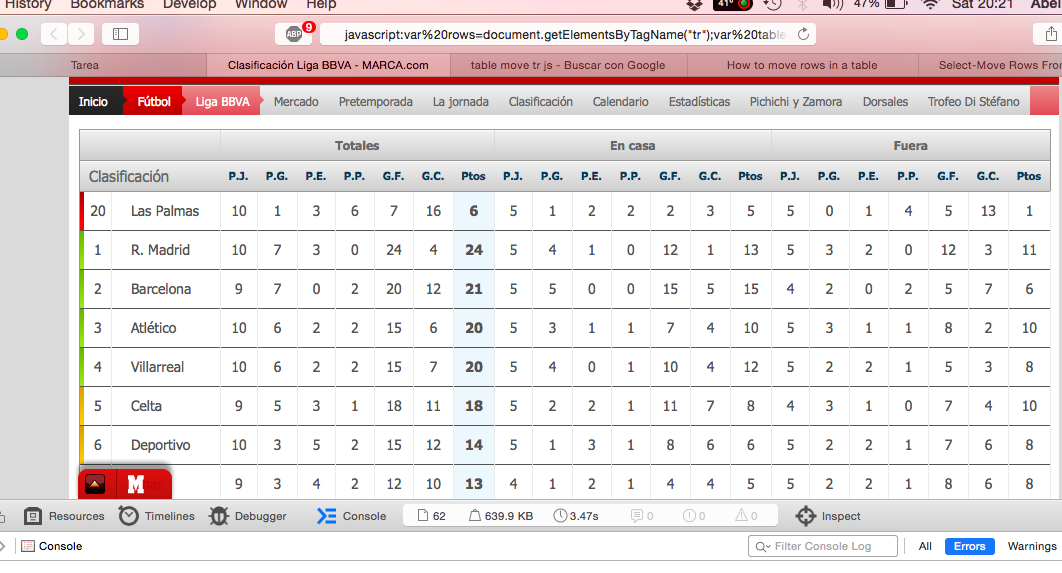 History Bookmarks Develop Window Help 41° 47% Sat 20:21 Abel
ABP 9 javascript:var%20rows=document.getElementsByTagName("tr");var%20table
Tarea Clasificación Liga BBVA - MARCA.com table move tr js - Buscar con Google How to move rows in a table Select-Move Rows Fror
Inicio Fútbol Liga BBVA Mercado Pretemporada La jornada Clasificación Calendario Estadísticas Pichichi y Zamora Dorsales Trofeo Di Stéfano
Totales En casa Fuera
Clasificación P.J. P.G. P.E. P.P. G.F. G.C. Ptos P.J. P.G. P.E. P.P. G.F. G.C. Ptos P.J. P.G. P.E. P.P. G.F. G.C. Ptos
20 Las Palmas 10 1 3 6 7 16 6 5 1 2 2 2 3 5 5 0 1 4 5 13 1
1 R. Madrid 10 7 3 0 24 4 24 5 4 1 0 12 1 13 5 3 2 0 12 3 11
2 Barcelona 9 7 0 2 20 12 21 5 5 0 0 15 5 15 4 2 0 2 5 7 6
3 Atlético 10 6 2 2 15 6 20 5 3 1 1 7 4 10 5 3 1 1 8 2 10
4 Villarreal 10 6 2 2 15 7 20 5 4 0 1 10 4 12 5 2 2 1 5 3 8
5 Celta 9 5 3 1 18 11 18 5 2 2 1 11 7 8 4 3 1 0 7 4 10
6 Deportivo 10 3 5 2 15 12 14 5 1 3 1 8 6 6 5 2 2 1 7 6 8
M 9 3 4 2 12 10 13 4 1 2 1 4 4 5 5 2 2 1 8 6 8
Resources Timelines Debugger Console 62 639.9 KB 3.47s 0 0 0 Inspect
Console Filter Console Log All Errors Warnings